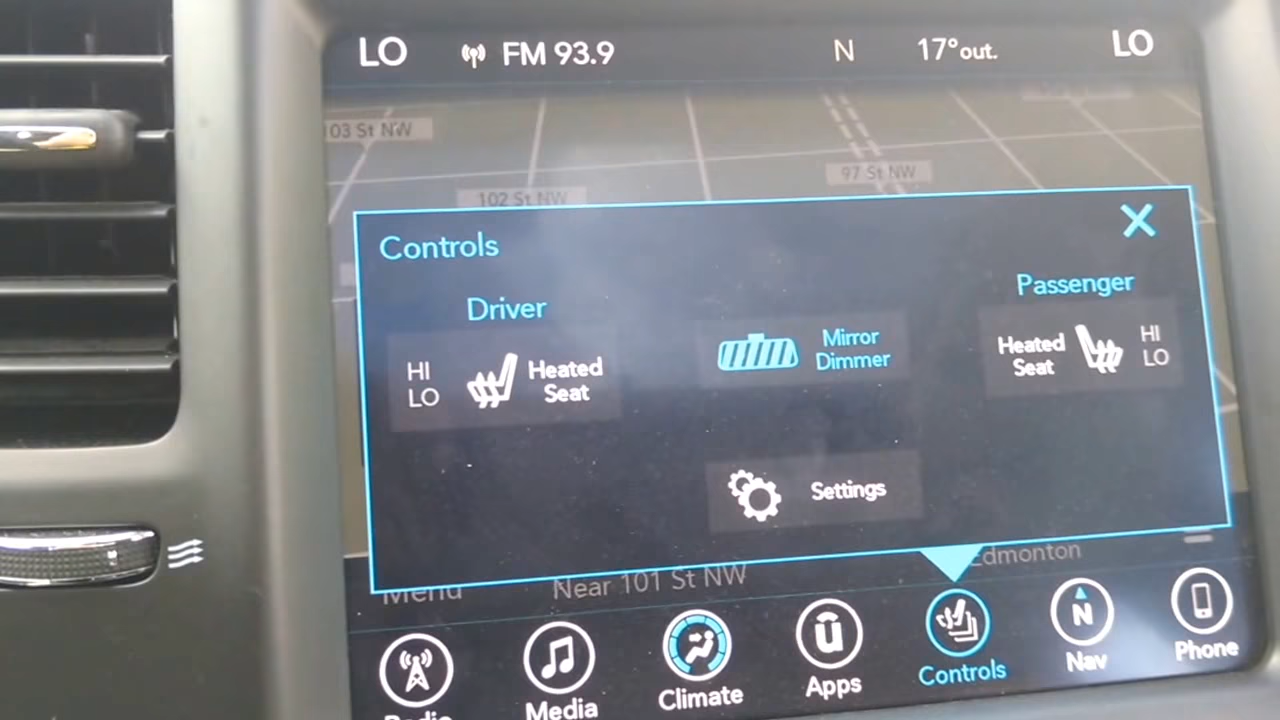 LO FM 93.9 N 17° out. LO
103 St NW
97 St NW
102 St NW
Controls
Driver
Passenger
HI
LO
Heated
Seat
Mirror
Dimmer
Heated
Seat
HI
LO
Settings
Menu
Near 101 St NW
Edmonton
Radio
Media
Climate
Apps
Controls
N
Nav
Phone